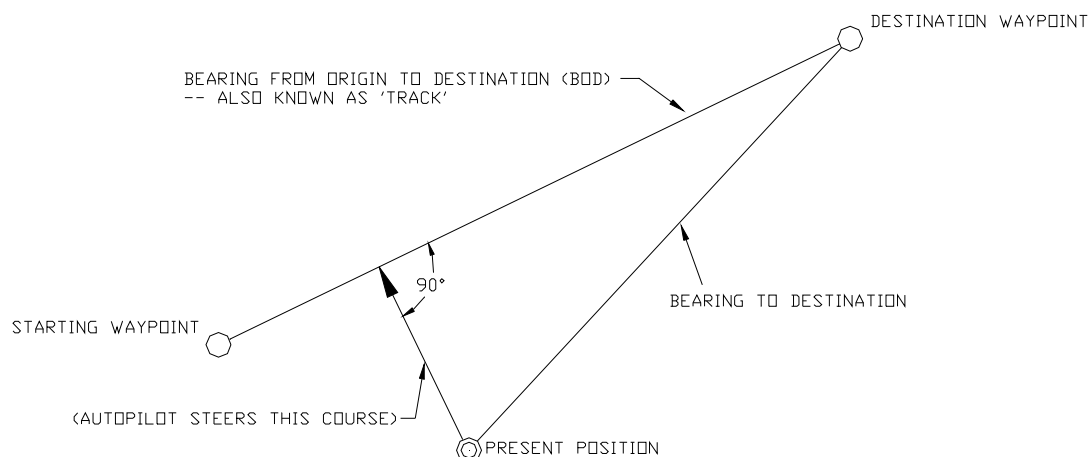 DESTINATION WAYPOINT
BEARING FROM ORIGIN TO DESTINATION (BOD)
-- ALSO KNOWN AS 'TRACK'
90°
BEARING TO DESTINATION
STARTING WAYPOINT
(AUTOPILOT STEERS THIS COURSE)
PRESENT POSITION